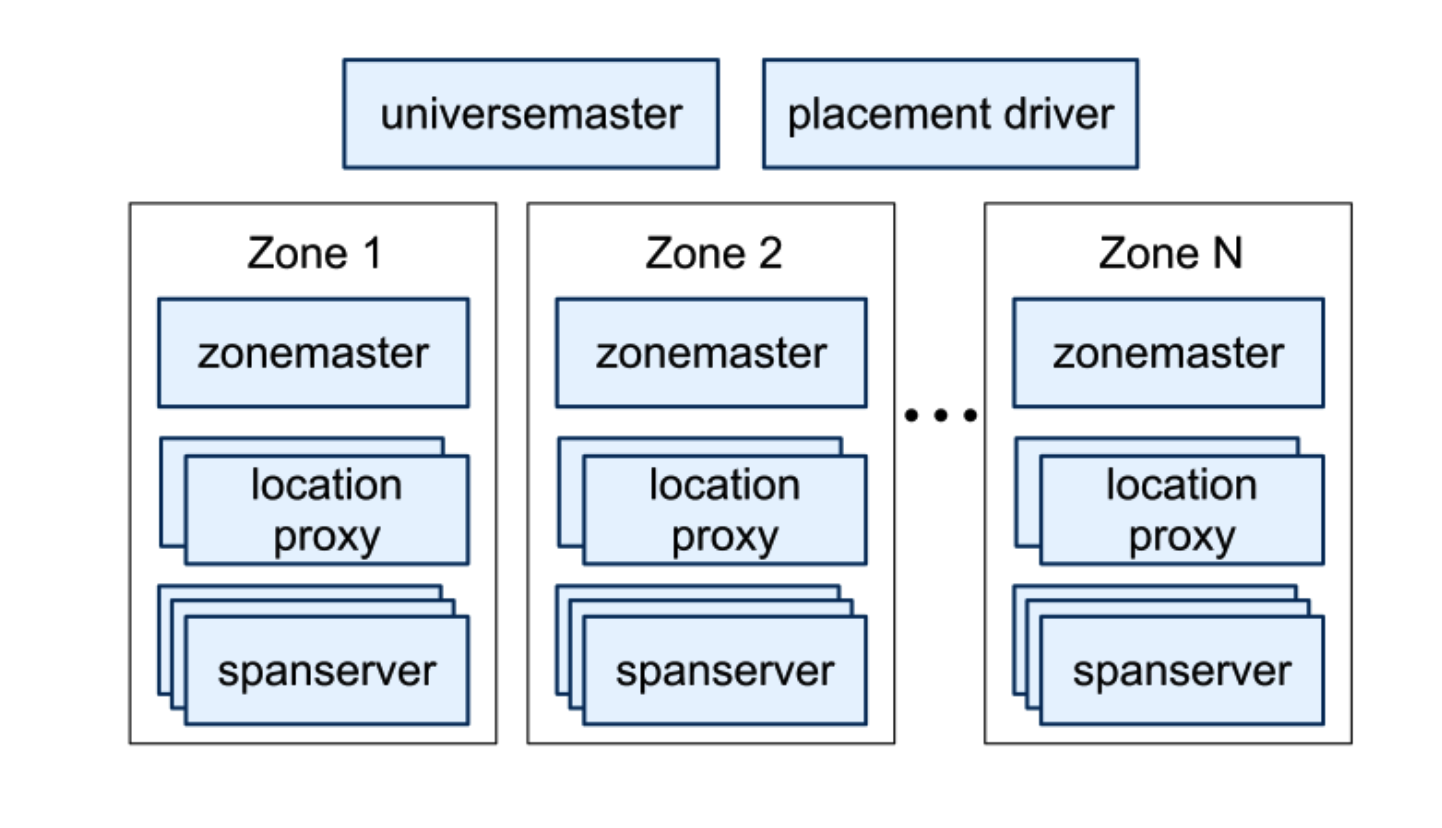 universemaster
placement driver
Zone 1
zonemaster
location
proxy
spanserver
Zone 2
zonemaster
location
proxy
spanserver
Zone N
zonemaster
location
proxy
spanserver